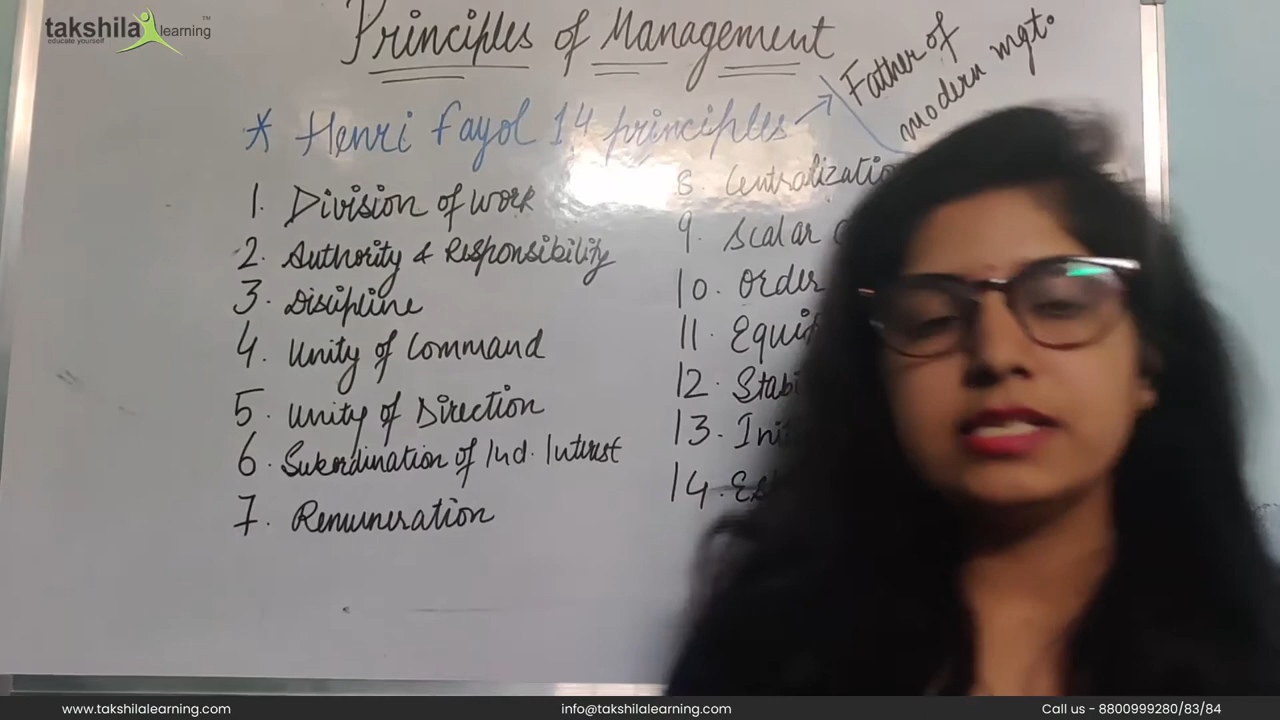 takshila learning™
educate yourself
Principles of Management
* Henri Fayol 14 principles → Father of
modern mgt.
1. Division of work
2. Authority & Responsibility
3. Discipline
4. Unity of Command
5. Unity of Direction
6. Subordination of Ind. Interest
7. Remuneration
8. Centralization
9. Scalar
10. Order
11.
12.
13.
14.
www.takshilalearning.com
info@takshilalearning.com
Call us - 8800999280/83/84